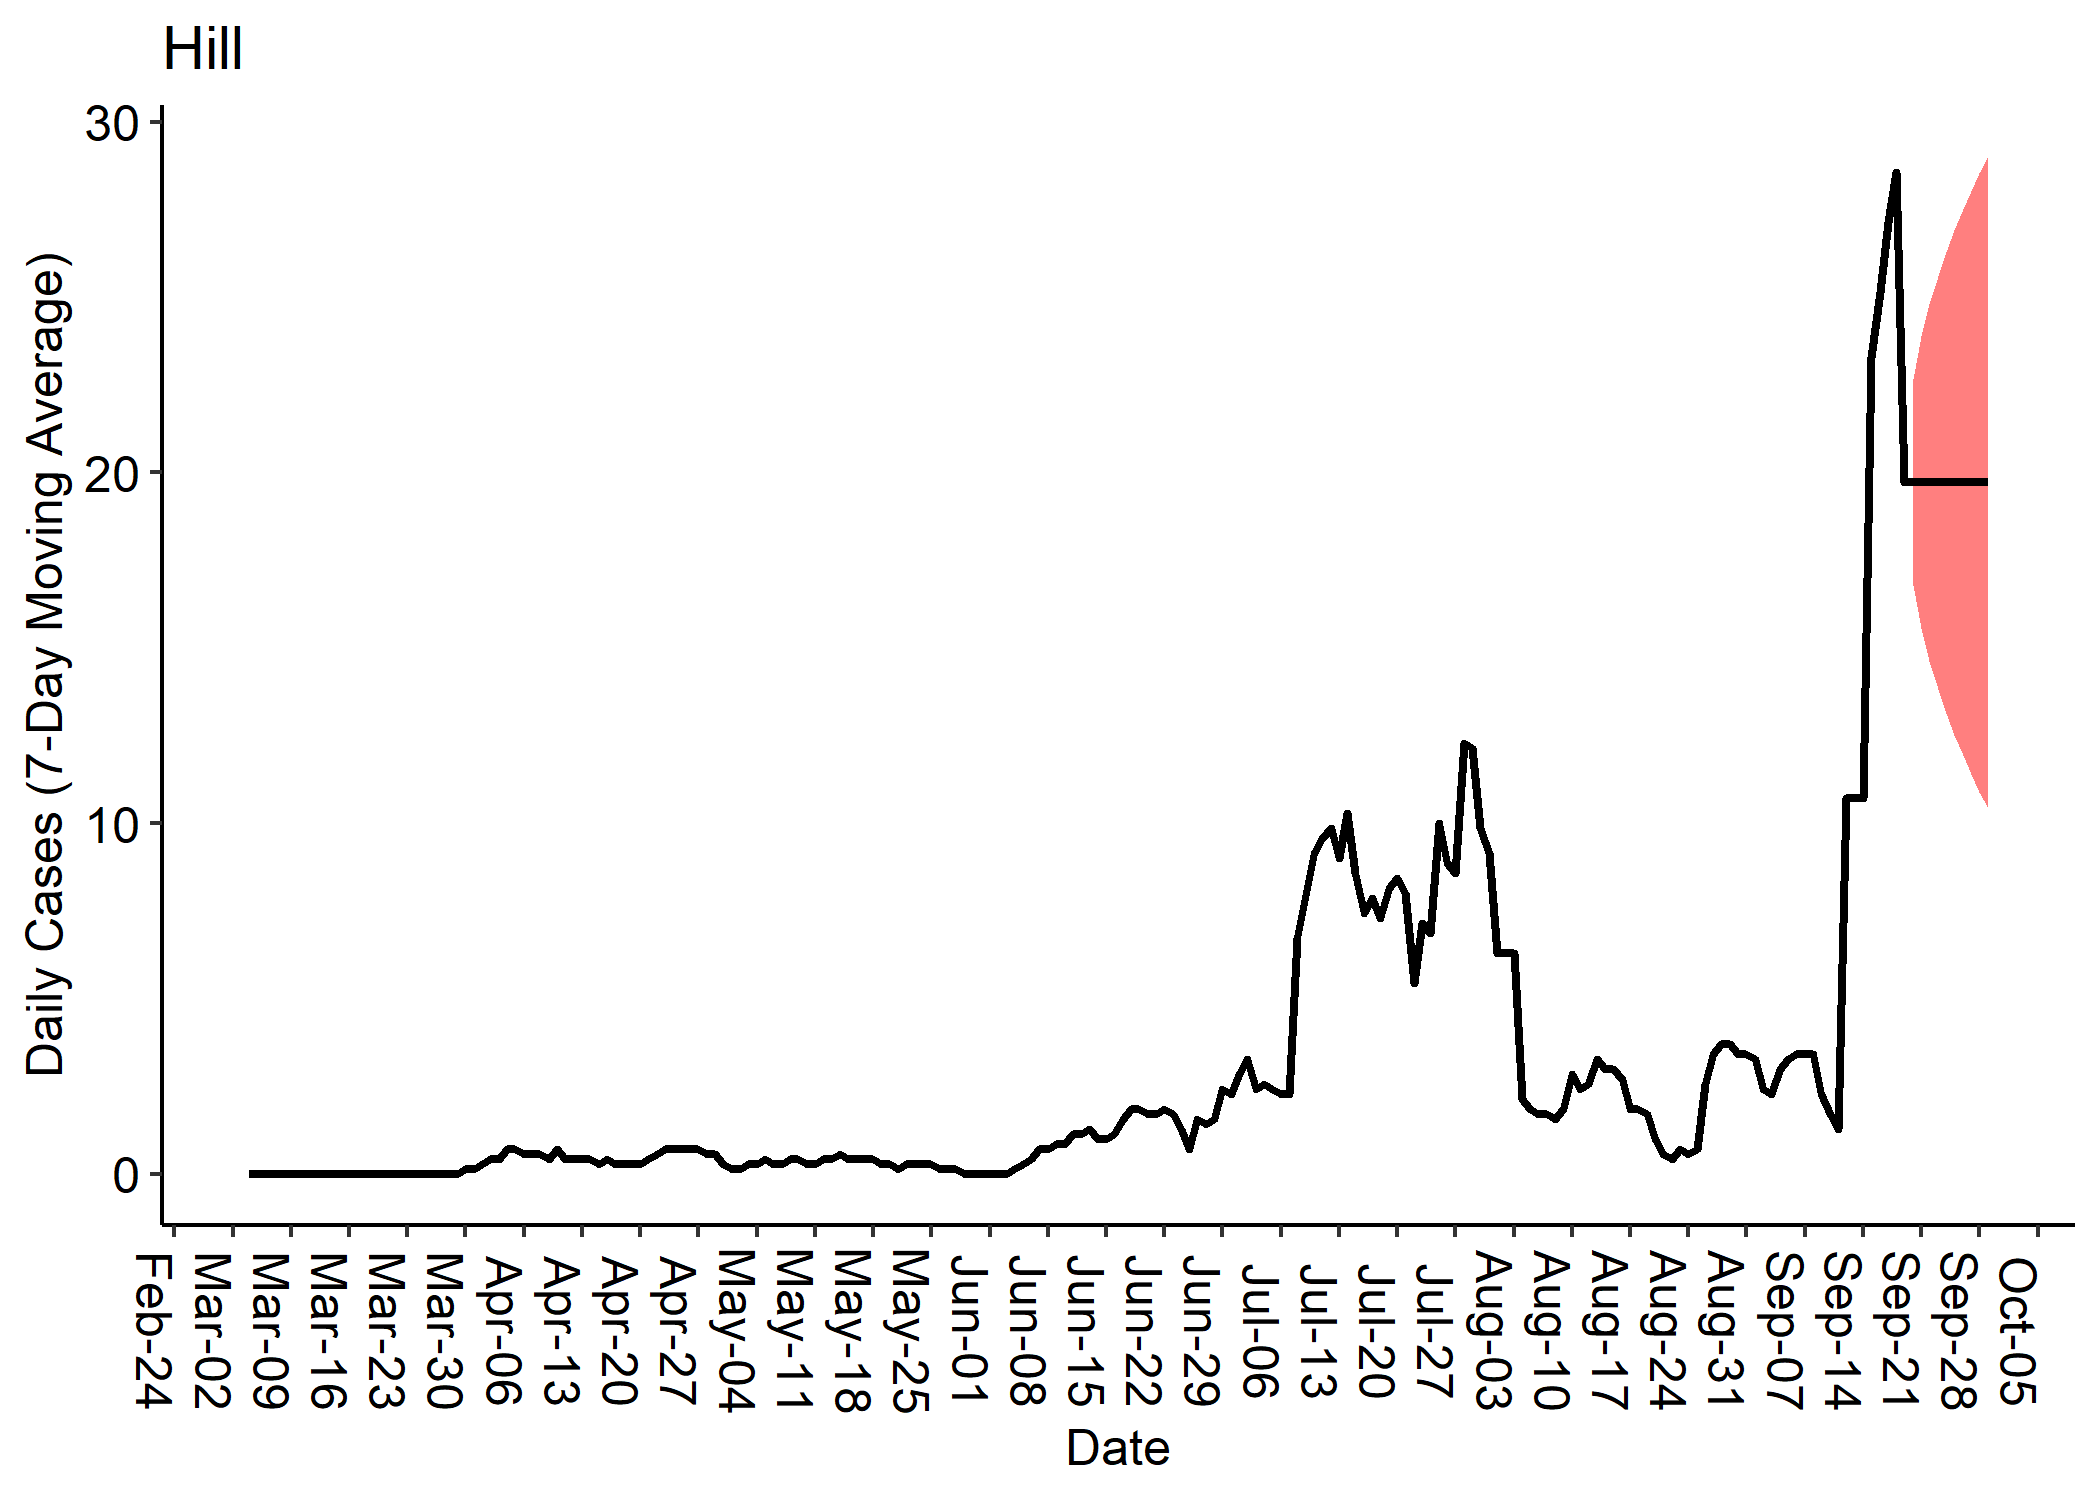 Hill
Daily Cases (7-Day Moving Average)
30
20
10
0
Feb-24
Mar-02
Mar-09
Mar-16
Mar-23
Mar-30
Apr-06
Apr-13
Apr-20
Apr-27
May-04
May-11
May-18
May-25
Jun-01
Jun-08
Jun-15
Jun-22
Jun-29
Jul-06
Jul-13
Jul-20
Jul-27
Aug-03
Aug-10
Aug-17
Aug-24
Aug-31
Sep-07
Sep-14
Sep-21
Sep-28
Oct-05
Date